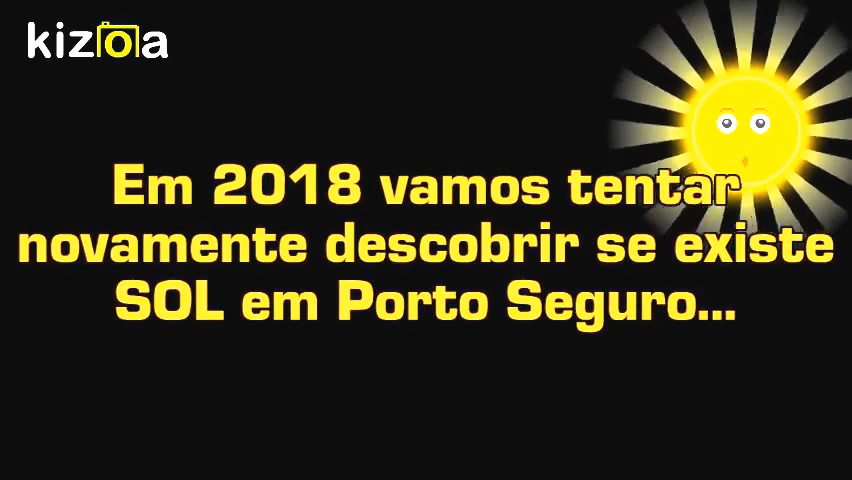 kizoa
Em 2018 vamos tentar
novamente descobrir se existe
SOL em Porto Seguro...